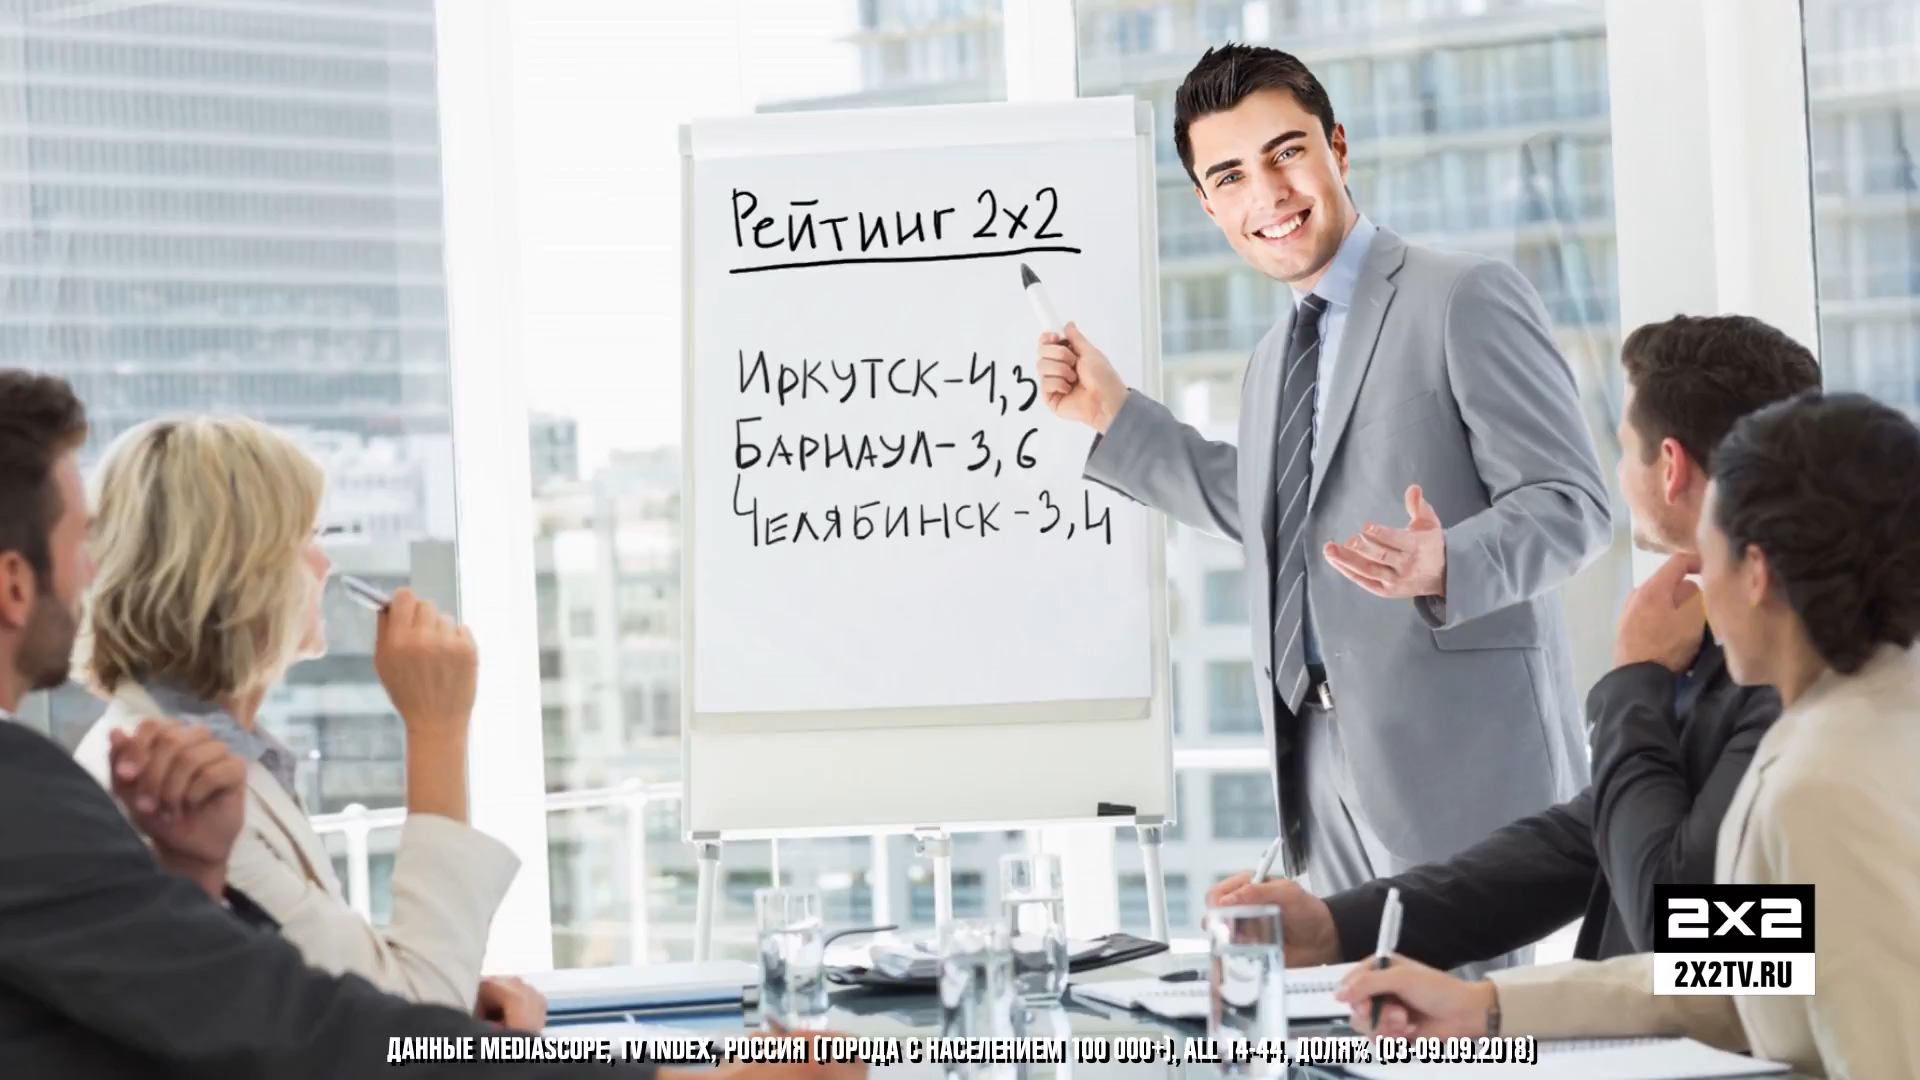 Рейтинг 2х2
Иркутск-4,3
Барнаул-3,6
Челябинск-3,4
2x2
2X2TV.RU
ДАННЫЕ MEDIASCOPE, TV INDEX, РОССИЯ (ГОРОДА С НАСЕЛЕНИЕМ 100 000+), ALL 14-44, ДОЛЯ% (03-09.09.2018)